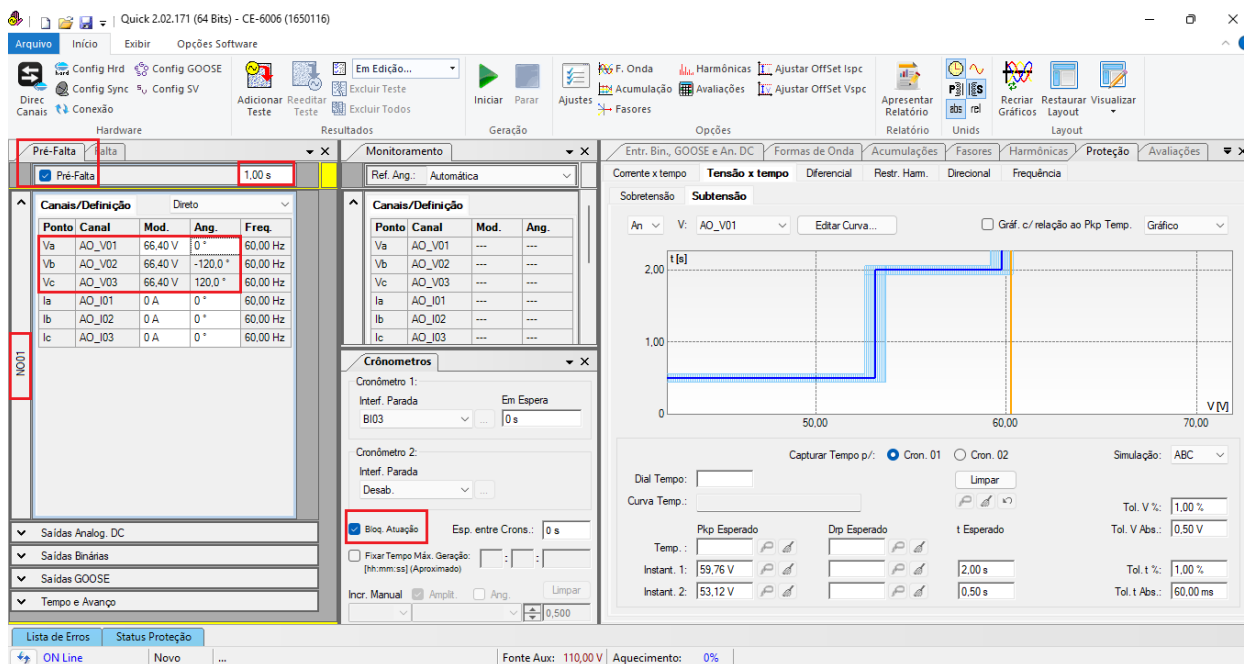 Quick 2.02.171 (64 Bits) - CE-6006 (1650116)
Arquivo Início Exibir Opções Software
Direc Canais
Config Hrd Config GOOSE
Config Sync Config SV
Conexão
Hardware
Adicionar Teste
Reeditar Teste
Em Edição...
Excluir Teste
Excluir Todos
Resultados
Iniciar Parar
Geração
Ajustes
F. Onda Harmônicas Ajustar OffSet Ispc
Acumulação Avaliações Ajustar OffSet Vspc
Fasores
Opções
Apresentar Relatório
Relatório
abs rel
Unids
Recriar Gráficos
Restaurar Layout
Visualizar
Layout
Pré-Falta Falta
Pré-Falta 1,00 s
NO01
Canais/Definição Direto
Ponto Canal Mod. Ang. Freq.
Va AO_V01 66,40 V 0 ° 60,00 Hz
Vb AO_V02 66,40 V -120,0 ° 60,00 Hz
Vc AO_V03 66,40 V 120,0 ° 60,00 Hz
Ia AO_I01 0 A 0 ° 60,00 Hz
Ib AO_I02 0 A 0 ° 60,00 Hz
Ic AO_I03 0 A 0 ° 60,00 Hz
Saídas Analog. DC
Saídas Binárias
Saídas GOOSE
Tempo e Avanço
Monitoramento
Ref. Ang.: Automática
Canais/Definição
Ponto Canal Mod. Ang.
Va AO_V01 --- ---
Vb AO_V02 --- ---
Vc AO_V03 --- ---
Ia AO_I01 --- ---
Ib AO_I02 --- ---
Ic AO_I03 --- ---
Crônometros
Cronômetro 1:
Interf. Parada Em Espera
BI03 ... 0 s
Cronômetro 2:
Interf. Parada
Desab. ...
Bloq. Atuação Esp. entre Crons.: 0 s
Fixar Tempo Máx. Geração: : :
[hh:mm:ss] (Aproximado)
Limpar
Incr. Manual Amplit. Ang.
0,500
Entr. Bin., GOOSE e An. DC Formas de Onda Acumulações Fasores Harmônicas Proteção Avaliações
Corrente x tempo Tensão x tempo Diferencial Restr. Harm. Direcional Frequência
Sobretensão Subtensão
An V: AO_V01 Editar Curva... Gráf. c/ relação ao Pkp Temp. Gráfico
t [s]
2,00
1,00
0
50,00 60,00 70,00
V [V]
Capturar Tempo p/: Cron. 01 Cron. 02 Simulação: ABC
Dial Tempo: Limpar
Curva Temp.:
Tol. V %: 1,00 %
Pkp Esperado Drp Esperado t Esperado Tol. V Abs.: 0,50 V
Temp. :
Instant. 1: 59,76 V 2,00 s Tol. t %: 1,00 %
Instant. 2: 53,12 V 0,50 s Tol. t Abs.: 60,00 ms
Lista de Erros Status Proteção
ON Line Novo ... Fonte Aux: 110,00 V Aquecimento: 0%